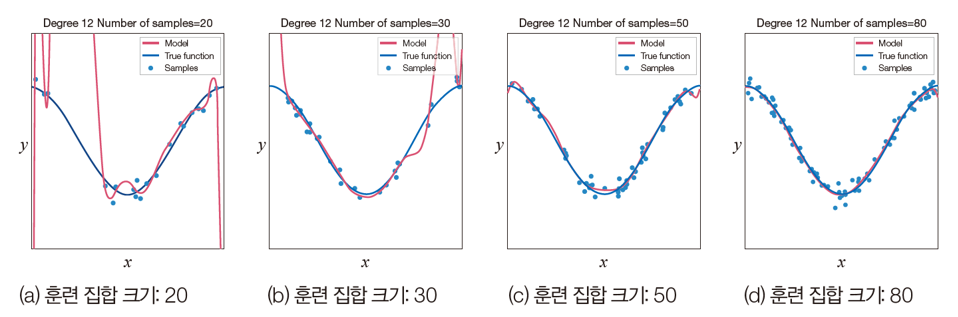 Degree 12 Number of samples=20
Model
True function
Samples
y
x
(a) 훈련 집합 크기: 20
Degree 12 Number of samples=30
Model
True function
Samples
y
x
(b) 훈련 집합 크기: 30
Degree 12 Number of samples=50
Model
True function
Samples
y
x
(c) 훈련 집합 크기: 50
Degree 12 Number of samples=80
Model
True function
Samples
y
x
(d) 훈련 집합 크기: 80